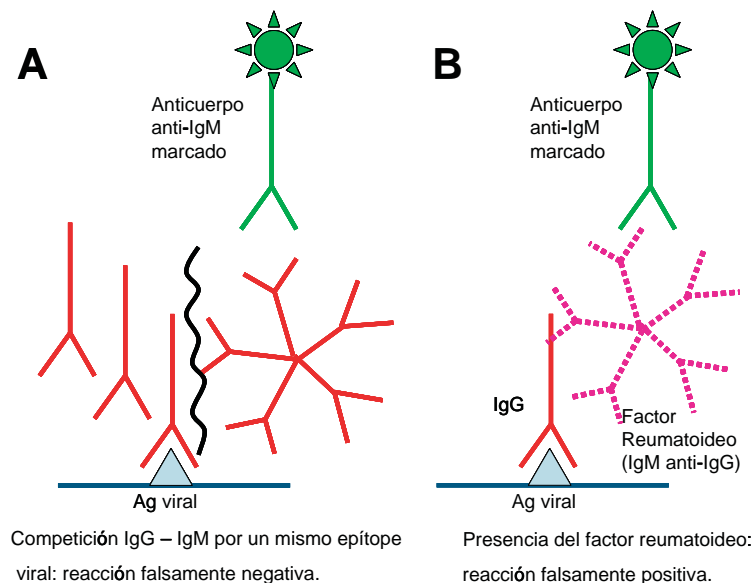 A
Anticuerpo
anti-IgM
marcado
Ag viral
Competición IgG – IgM por un mismo epítope
viral: reacción falsamente negativa.
B
Anticuerpo
anti-IgM
marcado
IgG
Factor
Reumatoideo
(IgM anti-IgG)
Ag viral
Presencia del factor reumatoideo:
reacción falsamente positiva.